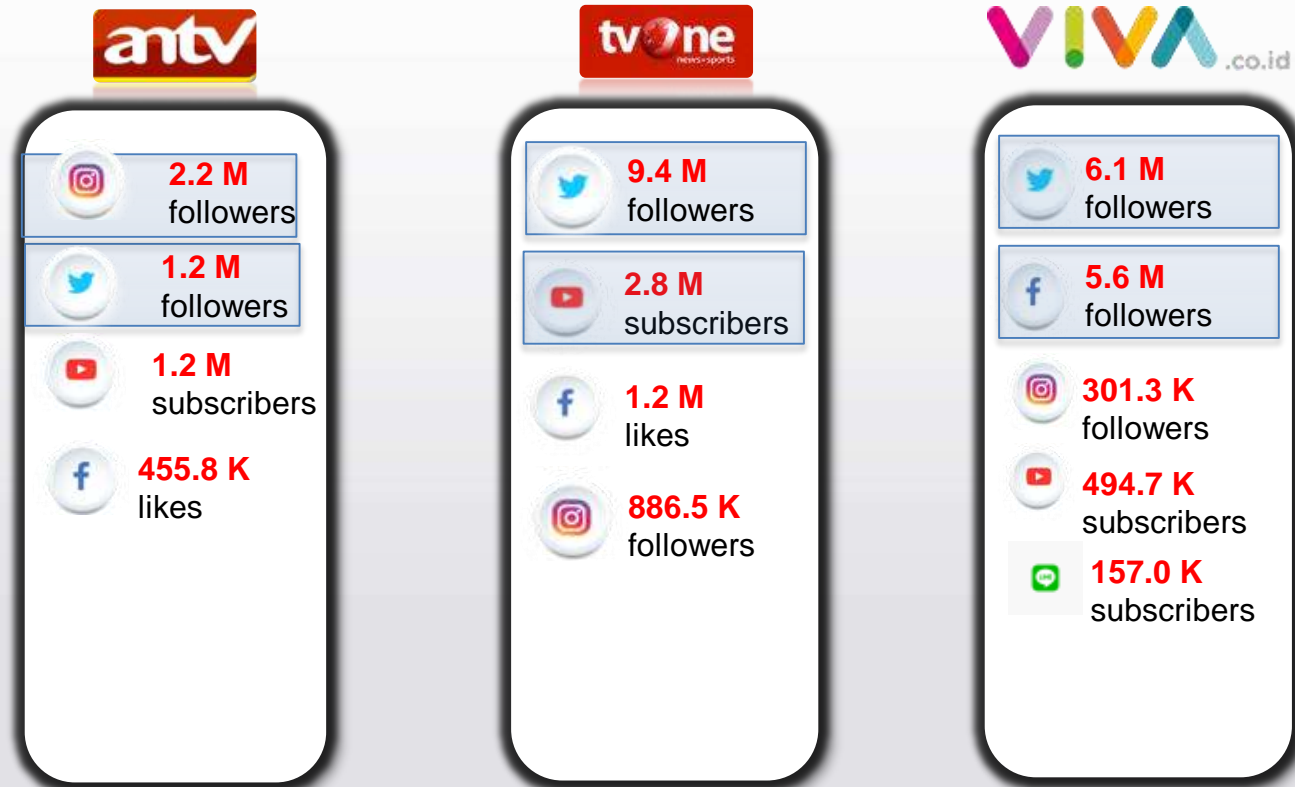 antv
2.2 M
followers
1.2 M
followers
1.2 M
subscribers
455.8 K
likes
tvOne
news+sports
9.4 M
followers
2.8 M
subscribers
1.2 M
likes
886.5 K
followers
VIVA.co.id
6.1 M
followers
5.6 M
followers
301.3 K
followers
494.7 K
subscribers
LINE
157.0 K
subscribers